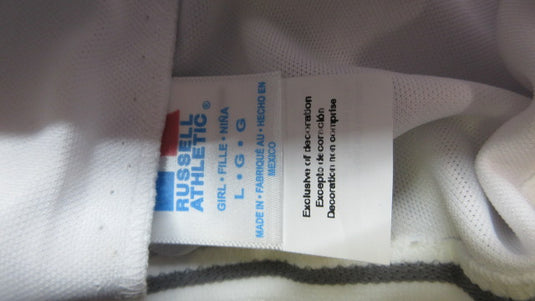 RUSSELL
ATHLETIC®
GIRL • FILLE • NIÑA
L • G • G
MADE IN • FABRIQUÉ AU • HECHO EN
MEXICO
Exclusive of decoration
Excepto decoración
Decoration non comprise